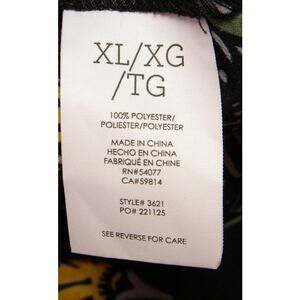 XL/XG
/TG
100% POLYESTER/
POLIESTER/POLYESTER
MADE IN CHINA
HECHO EN CHINA
FABRIQUÉ EN CHINE
RN#54077
CA#59814
STYLE# 3621
PO# 221125
SEE REVERSE FOR CARE